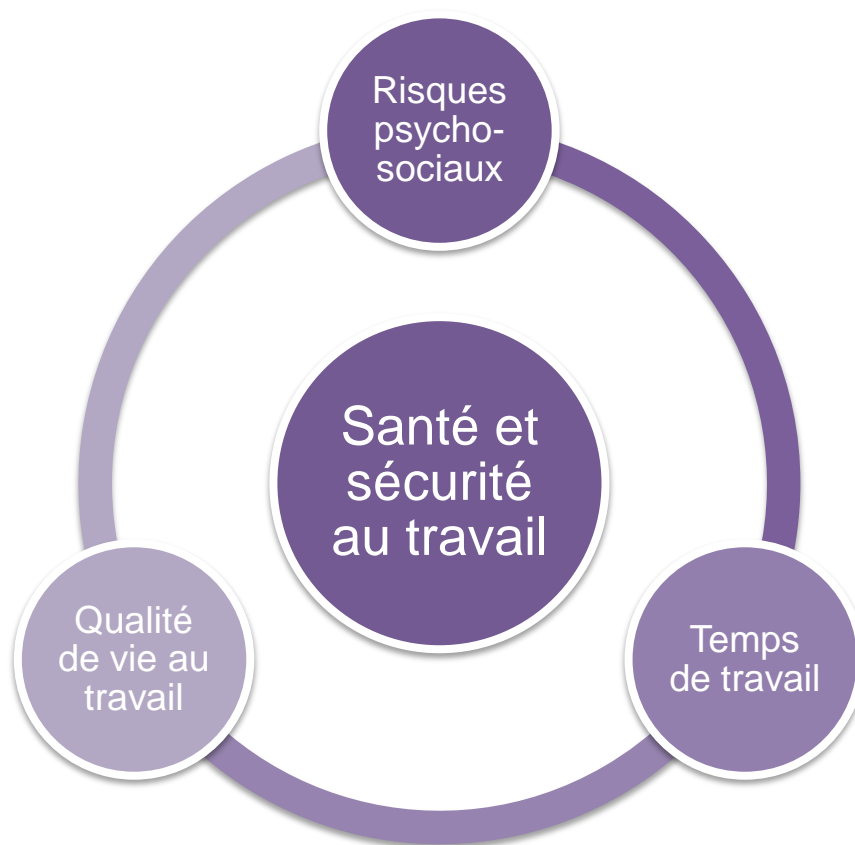 Risques
psycho-
sociaux
Santé et
sécurité
au travail
Qualité
de vie au
travail
Temps
de travail